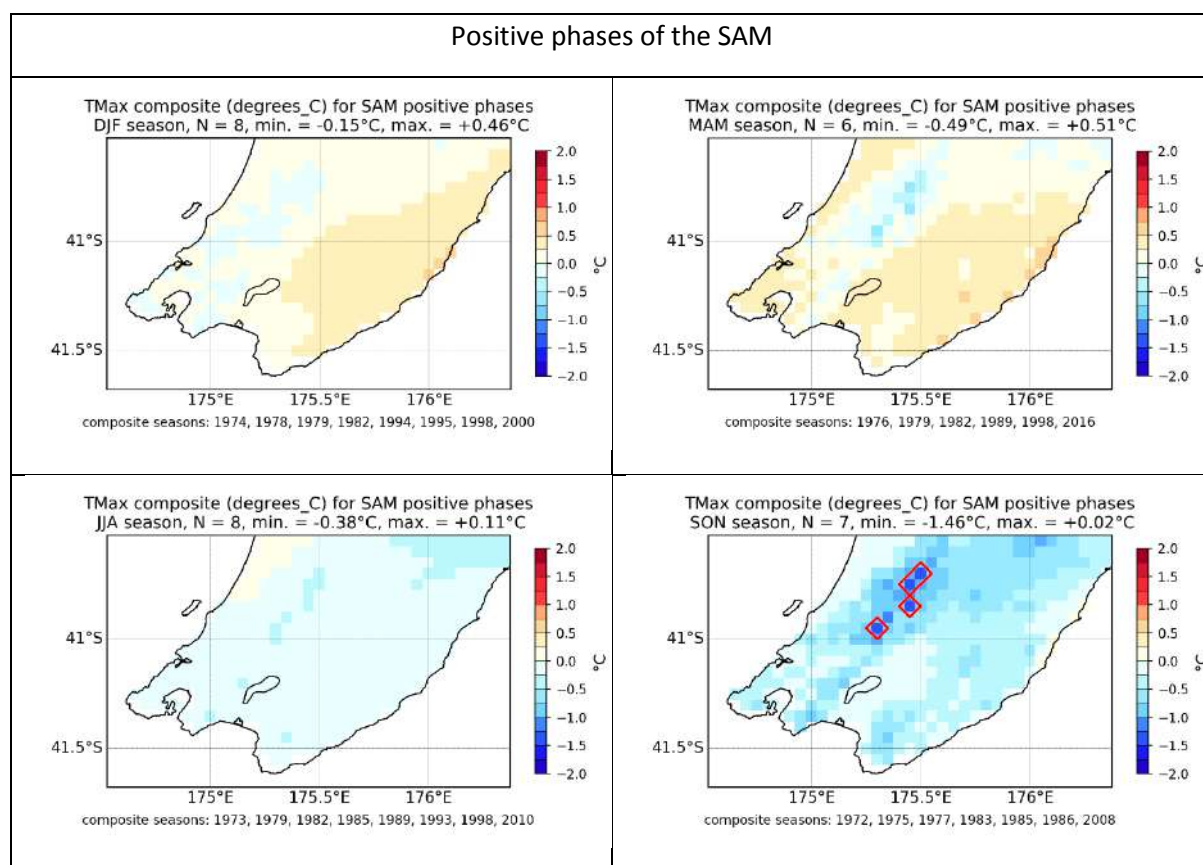 Positive phases of the SAM
TMax composite (degrees_C) for SAM positive phases
DJF season, N = 8, min. = -0.15°C, max. = +0.46°C
2.0
1.5
1.0
0.5
0.0
−0.5
−1.0
−1.5
−2.0
°C
41°S
41.5°S
175°E
175.5°E
176°E
composite seasons: 1974, 1978, 1979, 1982, 1994, 1995, 1998, 2000
TMax composite (degrees_C) for SAM positive phases
MAM season, N = 6, min. = -0.49°C, max. = +0.51°C
2.0
1.5
1.0
0.5
0.0
−0.5
−1.0
−1.5
−2.0
°C
41°S
41.5°S
175°E
175.5°E
176°E
composite seasons: 1976, 1979, 1982, 1989, 1998, 2016
TMax composite (degrees_C) for SAM positive phases
JJA season, N = 8, min. = -0.38°C, max. = +0.11°C
2.0
1.5
1.0
0.5
0.0
−0.5
−1.0
−1.5
−2.0
°C
41°S
41.5°S
175°E
175.5°E
176°E
composite seasons: 1973, 1979, 1982, 1985, 1989, 1993, 1998, 2010
TMax composite (degrees_C) for SAM positive phases
SON season, N = 7, min. = -1.46°C, max. = +0.02°C
2.0
1.5
1.0
0.5
0.0
−0.5
−1.0
−1.5
−2.0
°C
41°S
41.5°S
175°E
175.5°E
176°E
composite seasons: 1972, 1975, 1977, 1983, 1985, 1986, 2008